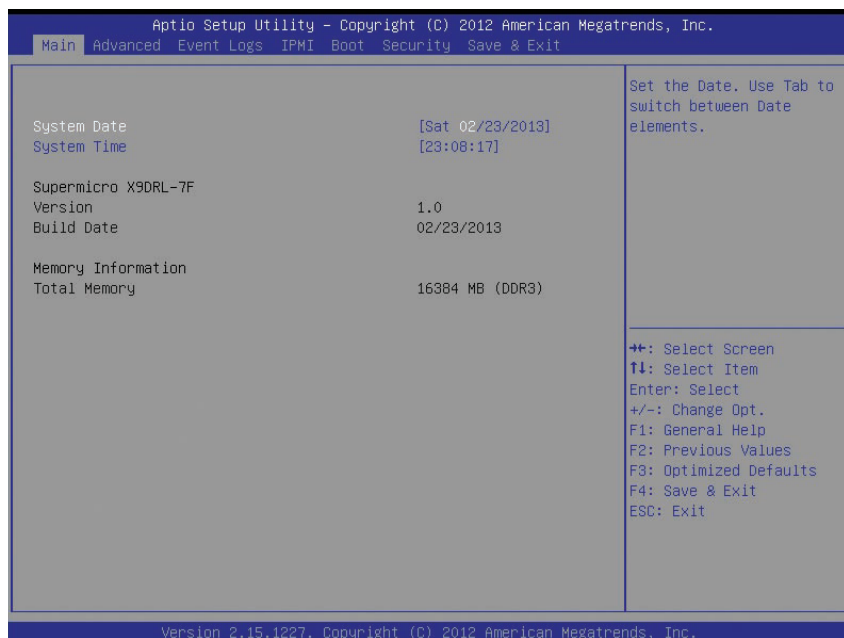 Aptio Setup Utility – Copyright (C) 2012 American Megatrends, Inc.
Main Advanced Event Logs IPMI Boot Security Save & Exit
System Date [Sat 02/23/2013]
System Time [23:08:17]
Supermicro X9DRL-7F
Version 1.0
Build Date 02/23/2013
Memory Information
Total Memory 16384 MB (DDR3)
Set the Date. Use Tab to
switch between Date
elements.
→←: Select Screen
↑↓: Select Item
Enter: Select
+/-: Change Opt.
F1: General Help
F2: Previous Values
F3: Optimized Defaults
F4: Save & Exit
ESC: Exit
Version 2.15.1227. Copyright (C) 2012 American Megatrends, Inc.